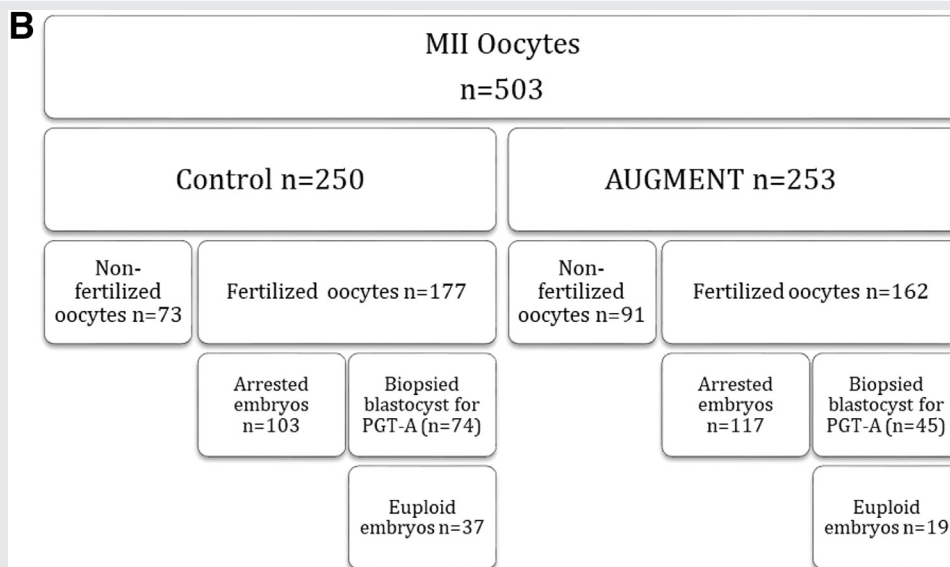 B
MII Oocytes
n=503
Control n=250
AUGMENT n=253
Non-
fertilized
oocytes n=73
Fertilized oocytes n=177
Non-
fertilized
oocytes n=91
Fertilized oocytes n=162
Arrested
embryos
n=103
Biopsied
blastocyst for
PGT-A (n=74)
Arrested
embryos
n=117
Biopsied
blastocyst for
PGT-A (n=45)
Euploid
embryos n=37
Euploid
embryos n=19